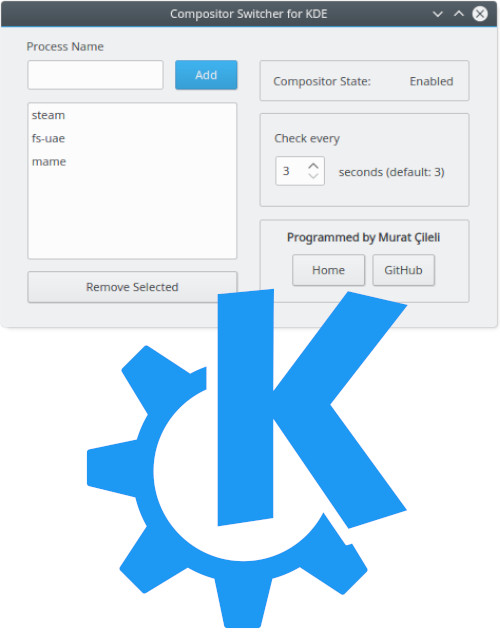 Compositor Switcher for KDE
Process Name
Add
steam
fs-uae
mame
Remove Selected
Compositor State: Enabled
Check every
3 seconds (default: 3)
Programmed by Murat Çileli
Home GitHub
K